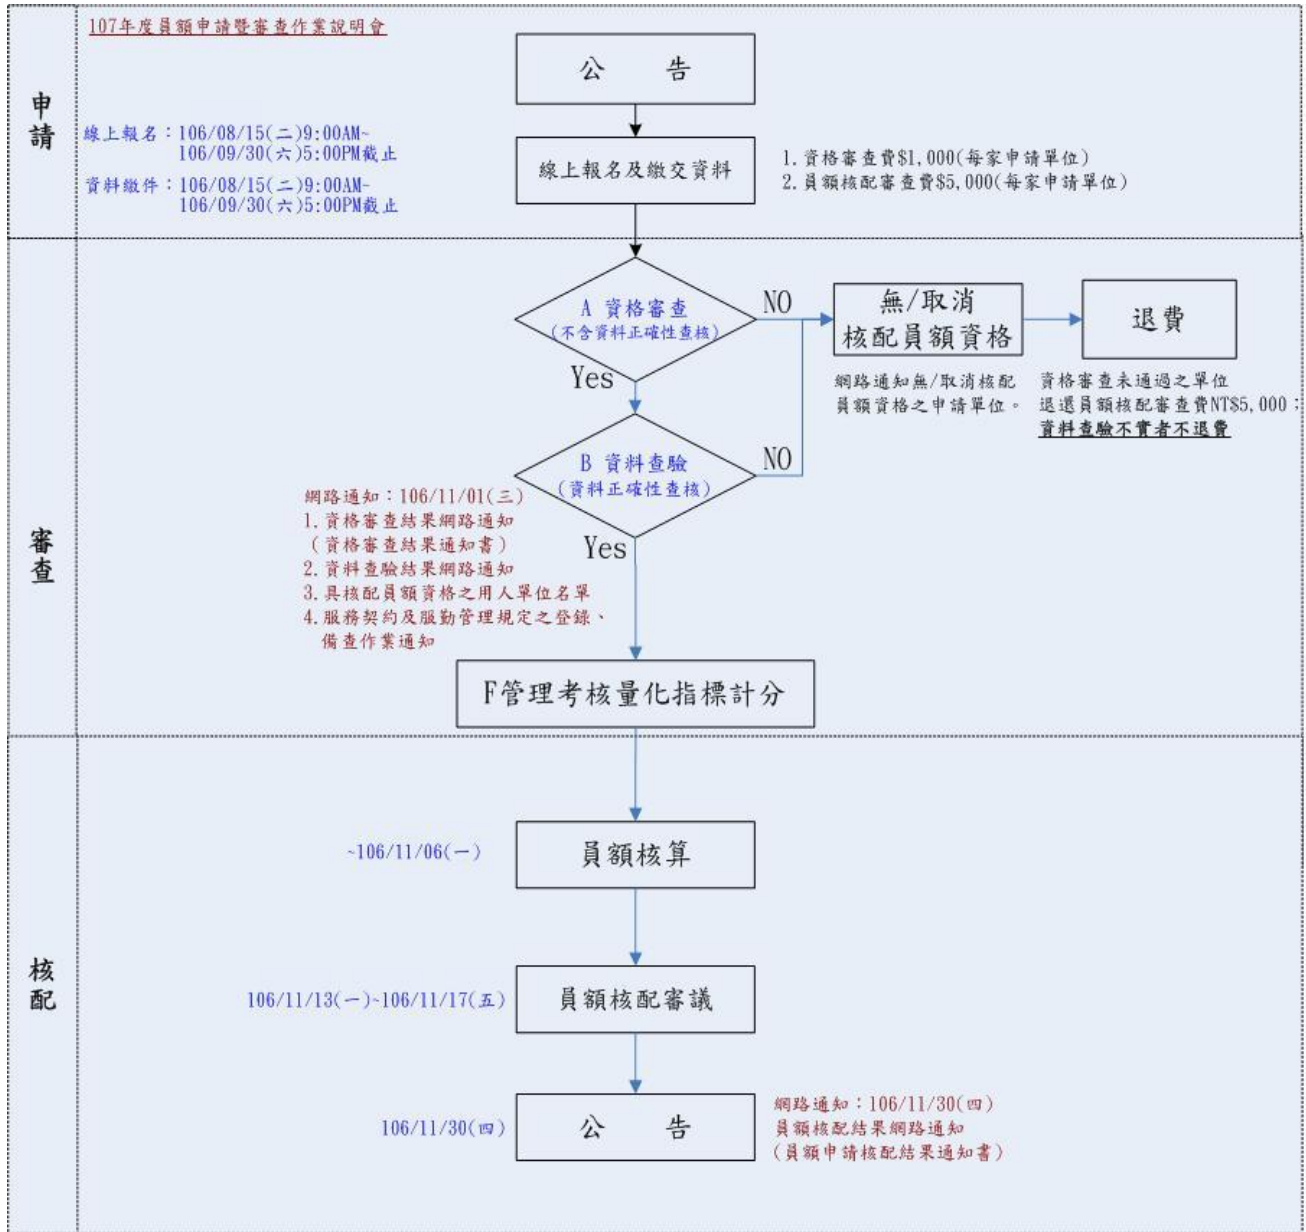 107年度員額申請暨審查作業說明會
公 告
申請
線上報名：106/08/15(二)9:00AM~
106/09/30(六)5:00PM截止
資料繳件：106/08/15(二)9:00AM~
106/09/30(六)5:00PM截止
線上報名及繳交資料
1.資格審查費$1,000(每家申請單位)
2.員額核配審查費$5,000(每家申請單位)
A 資格審查
(不含資料正確性查核)
NO
無/取消
核配員額資格
退費
Yes
網路通知無/取消核配
員額資格之申請單位。
資格審查未通過之單位
退還員額核配審查費NT$5,000；
資料查驗不實者不退費
B 資料查驗
(資料正確性查核)
NO
Yes
審查
網路通知：106/11/01(三)
1.資格審查結果網路通知
(資格審查結果通知書)
2.資料查驗結果網路通知
3.具核配員額資格之用人單位名單
4.服務契約及服勤管理規定之登錄、
備查作業通知
F管理考核量化指標計分
核配
~106/11/06(一)
員額核算
106/11/13(一)~106/11/17(五)
員額核配審議
106/11/30(四)
公 告
網路通知：106/11/30(四)
員額核配結果網路通知
(員額申請核配結果通知書)